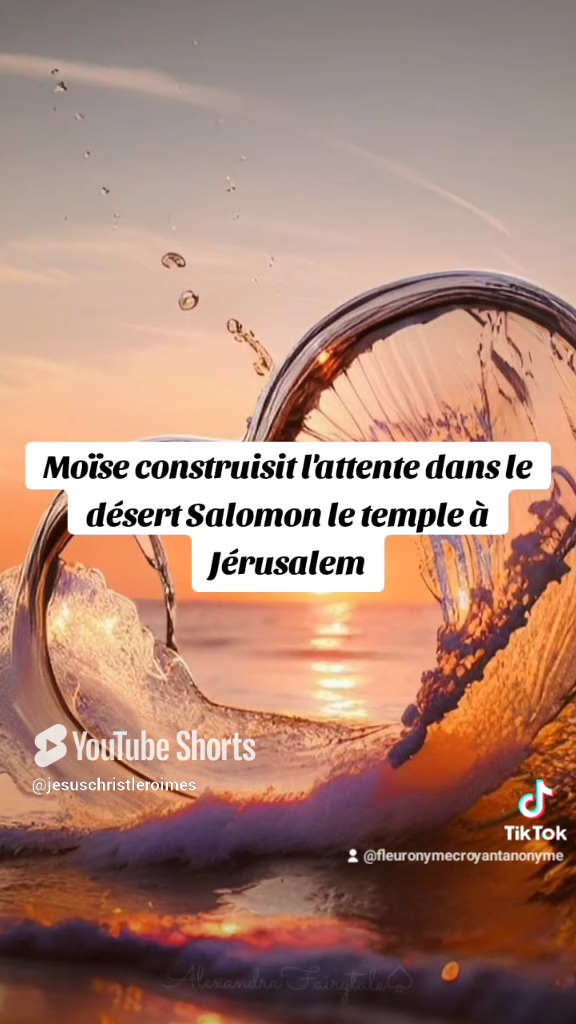 Moïse construisit l'attente dans le
désert Salomon le temple à
Jérusalem
YouTube Shorts
@jesuschristleroimes
TikTok
@fleuronymecroyantanonyme
Alexandra Fairytale